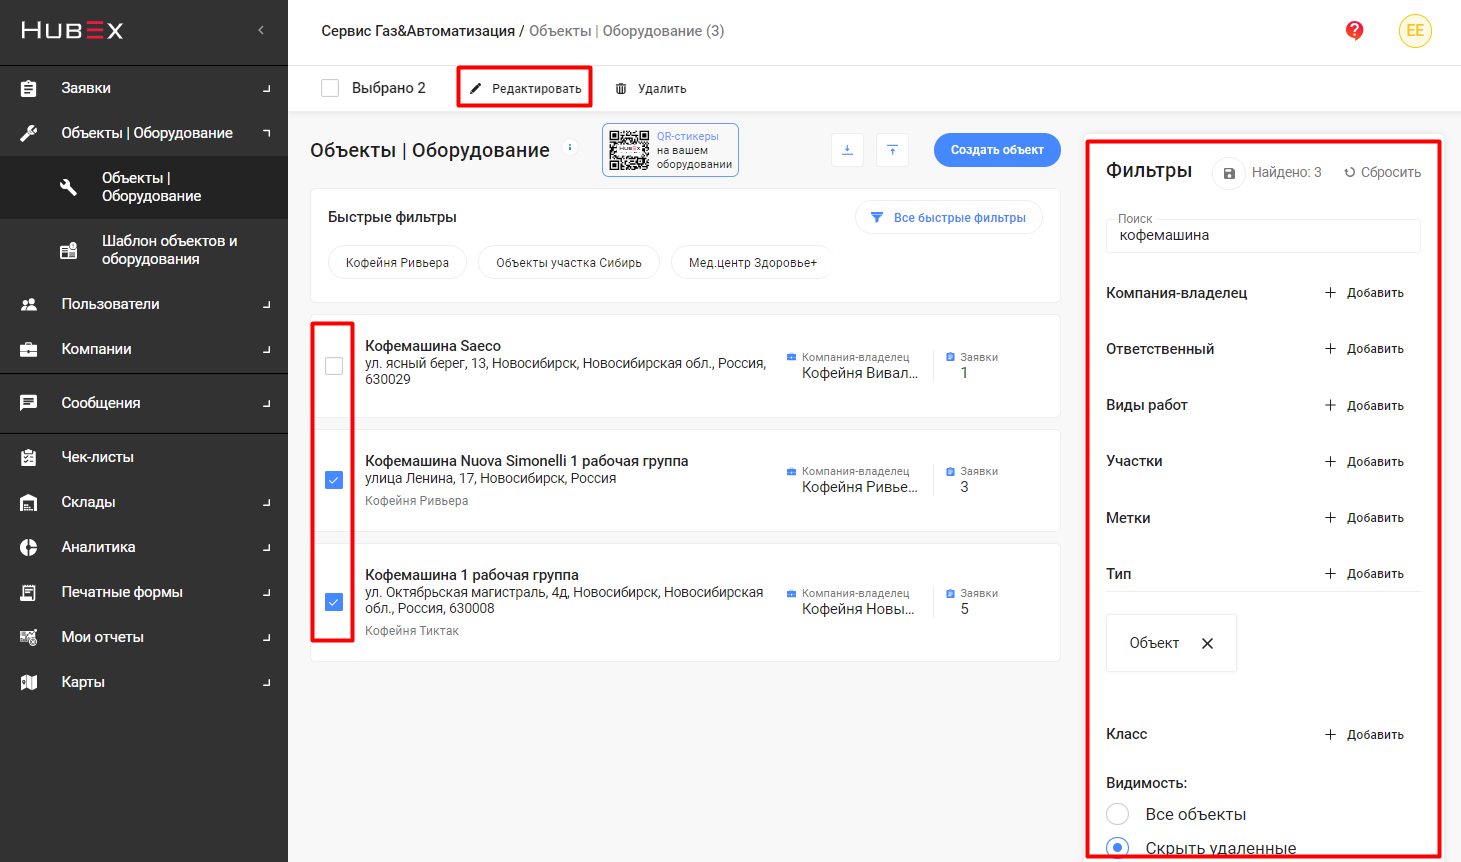 HUBEX
Заявки
Объекты | Оборудование
Объекты |
Оборудование
Шаблон объектов и
оборудования
Пользователи
Компании
Сообщения
Чек-листы
Склады
Аналитика
Печатные формы
Мои отчеты
Карты
Сервис Газ&Автоматизация / Объекты | Оборудование (3)
EE
Выбрано 2
Редактировать
Удалить
Объекты | Оборудование
QR-стикеры
на вашем
оборудовании
Создать объект
Быстрые фильтры
Все быстрые фильтры
Кофейня Ривьера
Объекты участка Сибирь
Мед.центр Здоровье+
Кофемашина Saeco
ул. ясный берег, 13, Новосибирск, Новосибирская обл., Россия,
630029
Компания-владелец
Кофейня Вивал...
Заявки
1
Кофемашина Nuova Simonelli 1 рабочая группа
улица Ленина, 17, Новосибирск, Россия
Кофейня Ривьера
Компания-владелец
Кофейня Ривье...
Заявки
3
Кофемашина 1 рабочая группа
ул. Октябрьская магистраль, 4д, Новосибирск, Новосибирская
обл., Россия, 630008
Кофейня Тиктак
Компания-владелец
Кофейня Новы...
Заявки
5
Фильтры
Найдено: 3
Сбросить
Поиск
кофемашина
Компания-владелец
Добавить
Ответственный
Добавить
Виды работ
Добавить
Участки
Добавить
Метки
Добавить
Тип
Добавить
Объект
Класс
Добавить
Видимость:
Все объекты
Скрыть удаленные